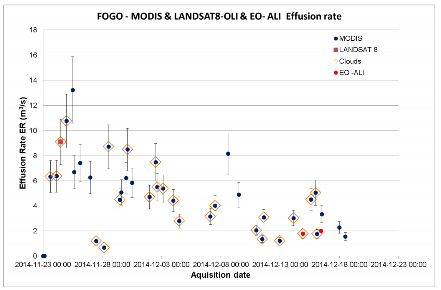 FOGO - MODIS & LANDSAT8-OLI & EO- ALI Effusion rate
18
16
14
12
10
8
6
4
2
0
Effusion Rate ER (m³/s)
MODIS
LANDSAT 8
Clouds
EO -ALI
2014-11-23 00:00 2014-11-28 00:00 2014-12-03 00:00 2014-12-08 00:00 2014-12-13 00:00 2014-12-18 00:00 2014-12-23 00:00
Aquisition date